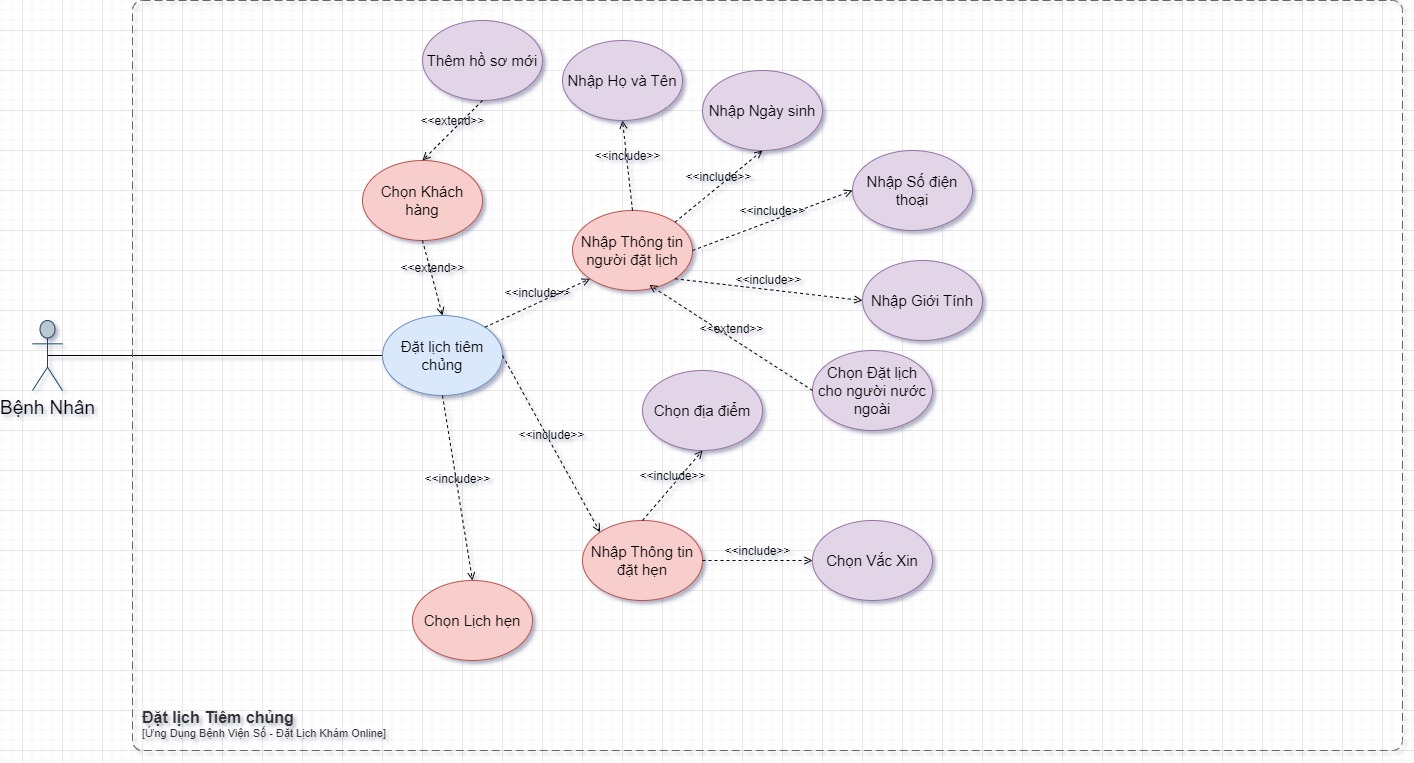 Thêm hồ sơ mới
Nhập Họ và Tên
Nhập Ngày sinh
<<extend>>
<<include>>
<<include>>
Nhập Số điện
thoại
Chọn Khách
hàng
<<include>>
Nhập Thông tin
người đặt lịch
<<extend>>
<<include>>
<<include>>
Nhập Giới Tính
<<extend>>
Đặt lịch tiêm
chủng
Chọn Đặt lịch
cho người nước
ngoài
Bệnh Nhân
Chọn địa điểm
<<include>>
<<include>>
<<include>>
Nhập Thông tin
đặt hẹn
<<include>>
Chọn Vắc Xin
Chọn Lịch hẹn
Đặt lịch Tiêm chủng
[Ứng Dụng Bệnh Viện Số - Đặt Lịch Khám Online]